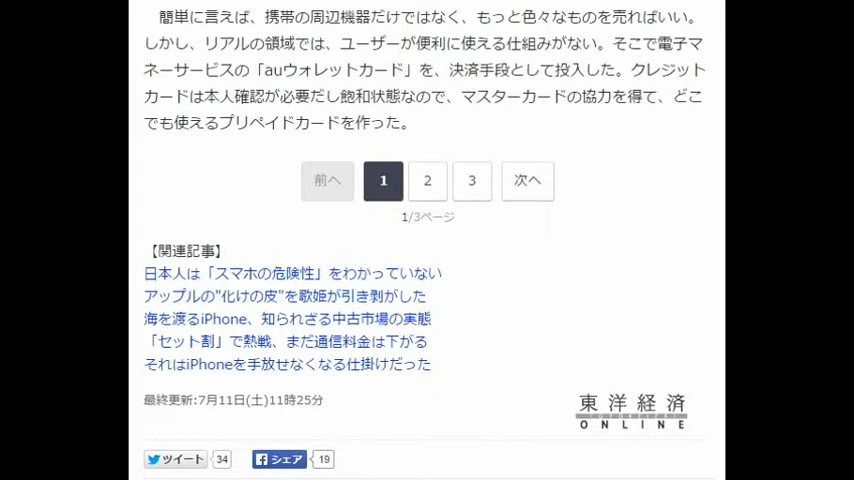 簡単に言えば、携帯の周辺機器だけではなく、もっと色々なものを売ればいい。
しかし、リアルの領域では、ユーザーが便利に使える仕組みがない。そこで電子マ
ネーサービスの「auウォレットカード」を、決済手段として投入した。クレジット
カードは本人確認が必要だし飽和状態なので、マスターカードの協力を得て、どこ
でも使えるプリペイドカードを作った。
前へ 1 2 3 次へ
1/3ページ
【関連記事】
日本人は「スマホの危険性」をわかっていない
アップルの"化けの皮"を歌姫が引き剥がした
海を渡るiPhone、知られざる中古市場の実態
「セット割」で熱戦、まだ通信料金は下がる
それはiPhoneを手放せなくなる仕掛けだった
最終更新:7月11日(土)11時25分
東洋経済
TOYOKEIZAI
ONLINE
ツイート 34 シェア 19